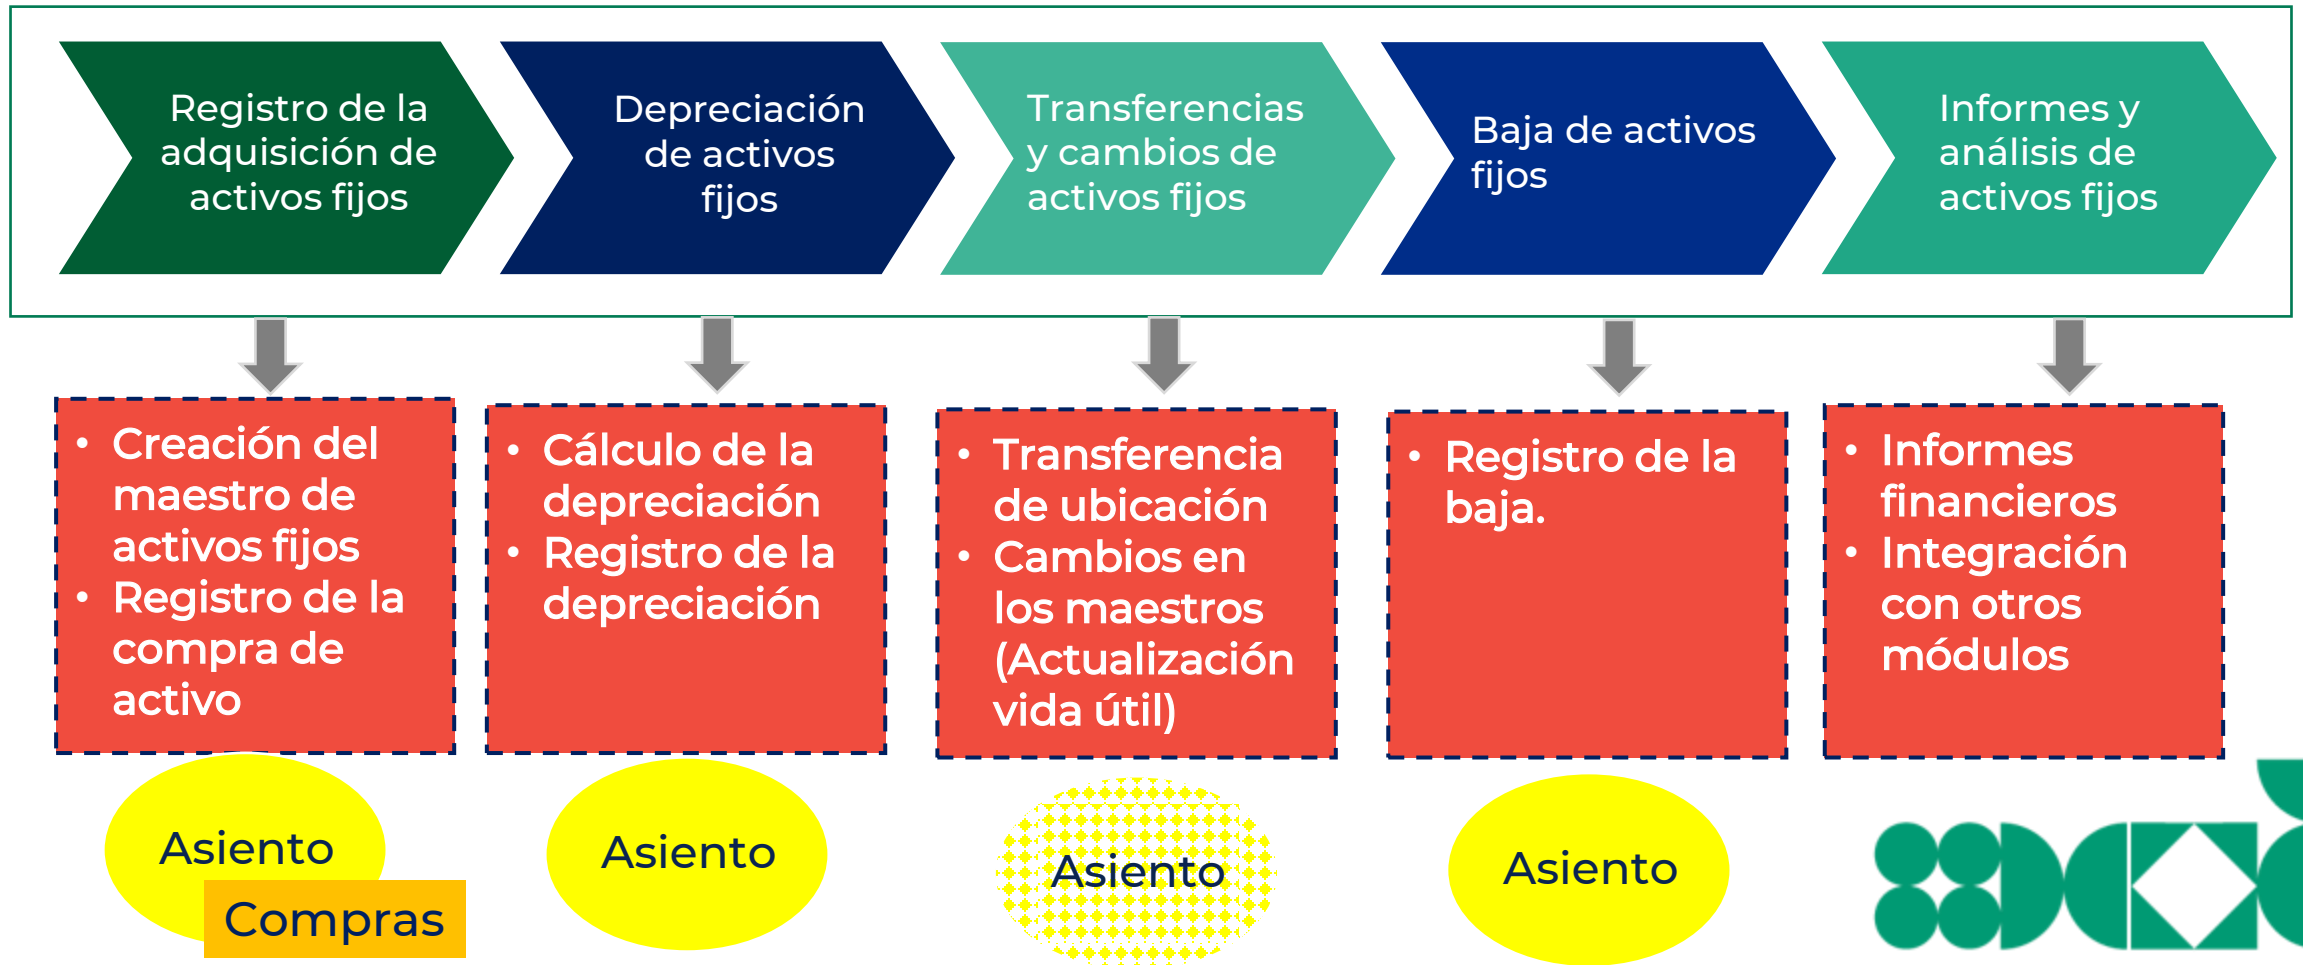 Registro de la
adquisición de
activos fijos
Depreciación
de activos
fijos
Transferencias
y cambios de
activos fijos
Baja de activos
fijos
Informes y
análisis de
activos fijos
• Creación del
maestro de
activos fijos
• Registro de la
compra de
activo
• Cálculo de la
depreciación
• Registro de la
depreciación
• Transferencia
de ubicación
• Cambios en
los maestros
(Actualización
vida útil)
• Registro de la
baja.
• Informes
financieros
• Integración
con otros
módulos
Asiento
Compras
Asiento
Asiento
Asiento